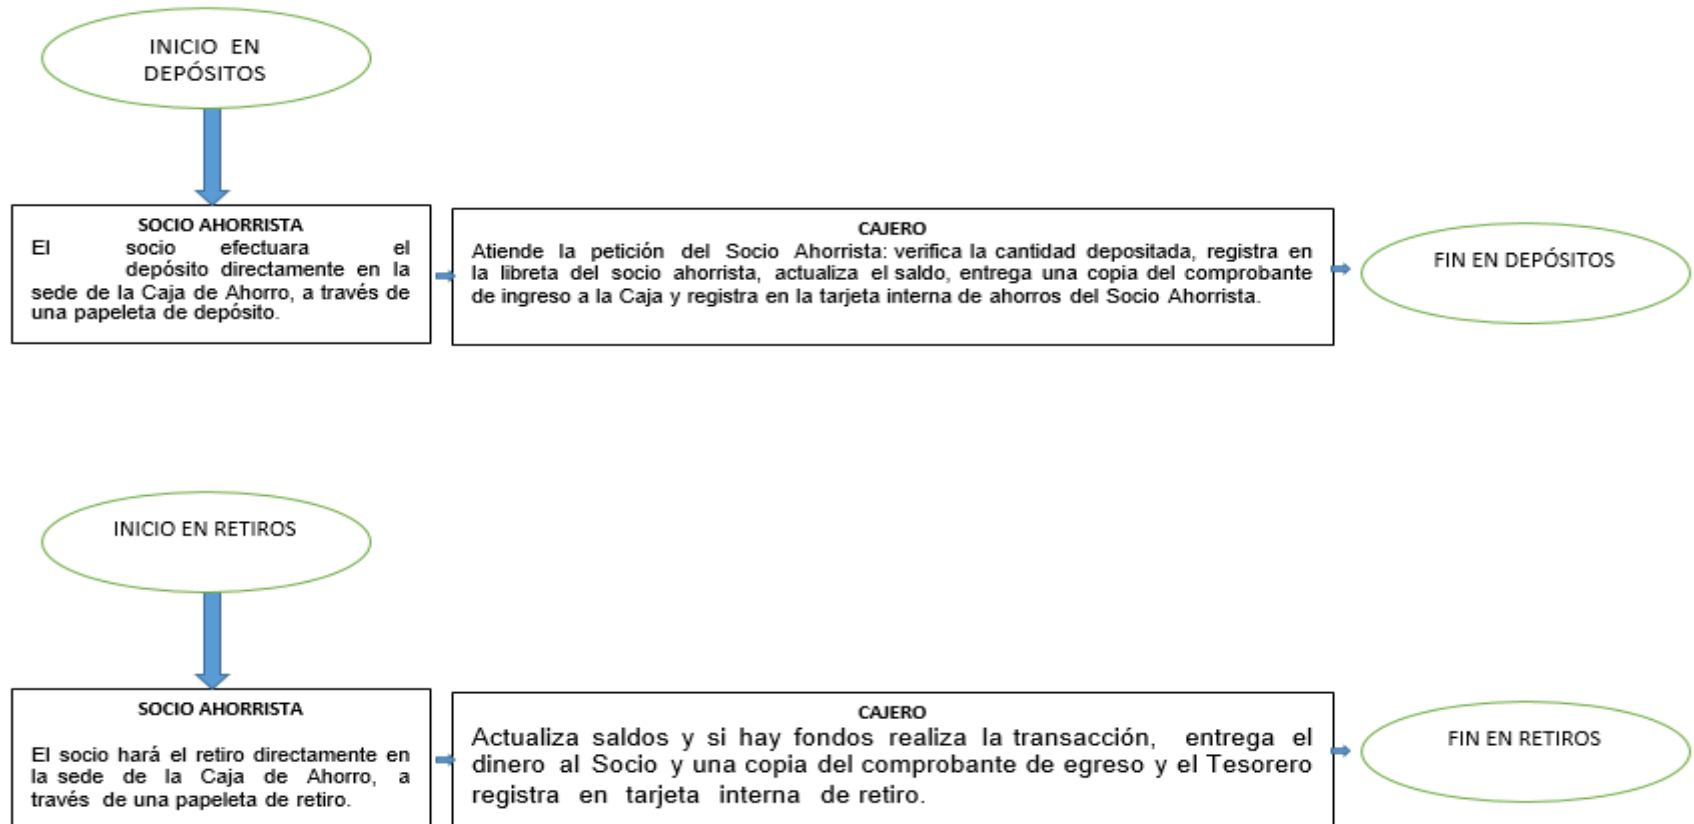 INICIO EN
DEPÓSITOS
SOCIO AHORRISTA
El socio efectuara el
depósito directamente en la
sede de la Caja de Ahorro, a través de
una papeleta de depósito.
CAJERO
Atiende la petición del Socio Ahorrista: verifica la cantidad depositada, registra en
la libreta del socio ahorrista, actualiza el saldo, entrega una copia del comprobante
de ingreso a la Caja y registra en la tarjeta interna de ahorros del Socio Ahorrista.
FIN EN DEPÓSITOS
INICIO EN RETIROS
SOCIO AHORRISTA
El socio hará el retiro directamente en
la sede de la Caja de Ahorro, a
través de una papeleta de retiro.
CAJERO
Actualiza saldos y si hay fondos realiza la transacción, entrega el
dinero al Socio y una copia del comprobante de egreso y el Tesorero
registra en tarjeta interna de retiro.
FIN EN RETIROS